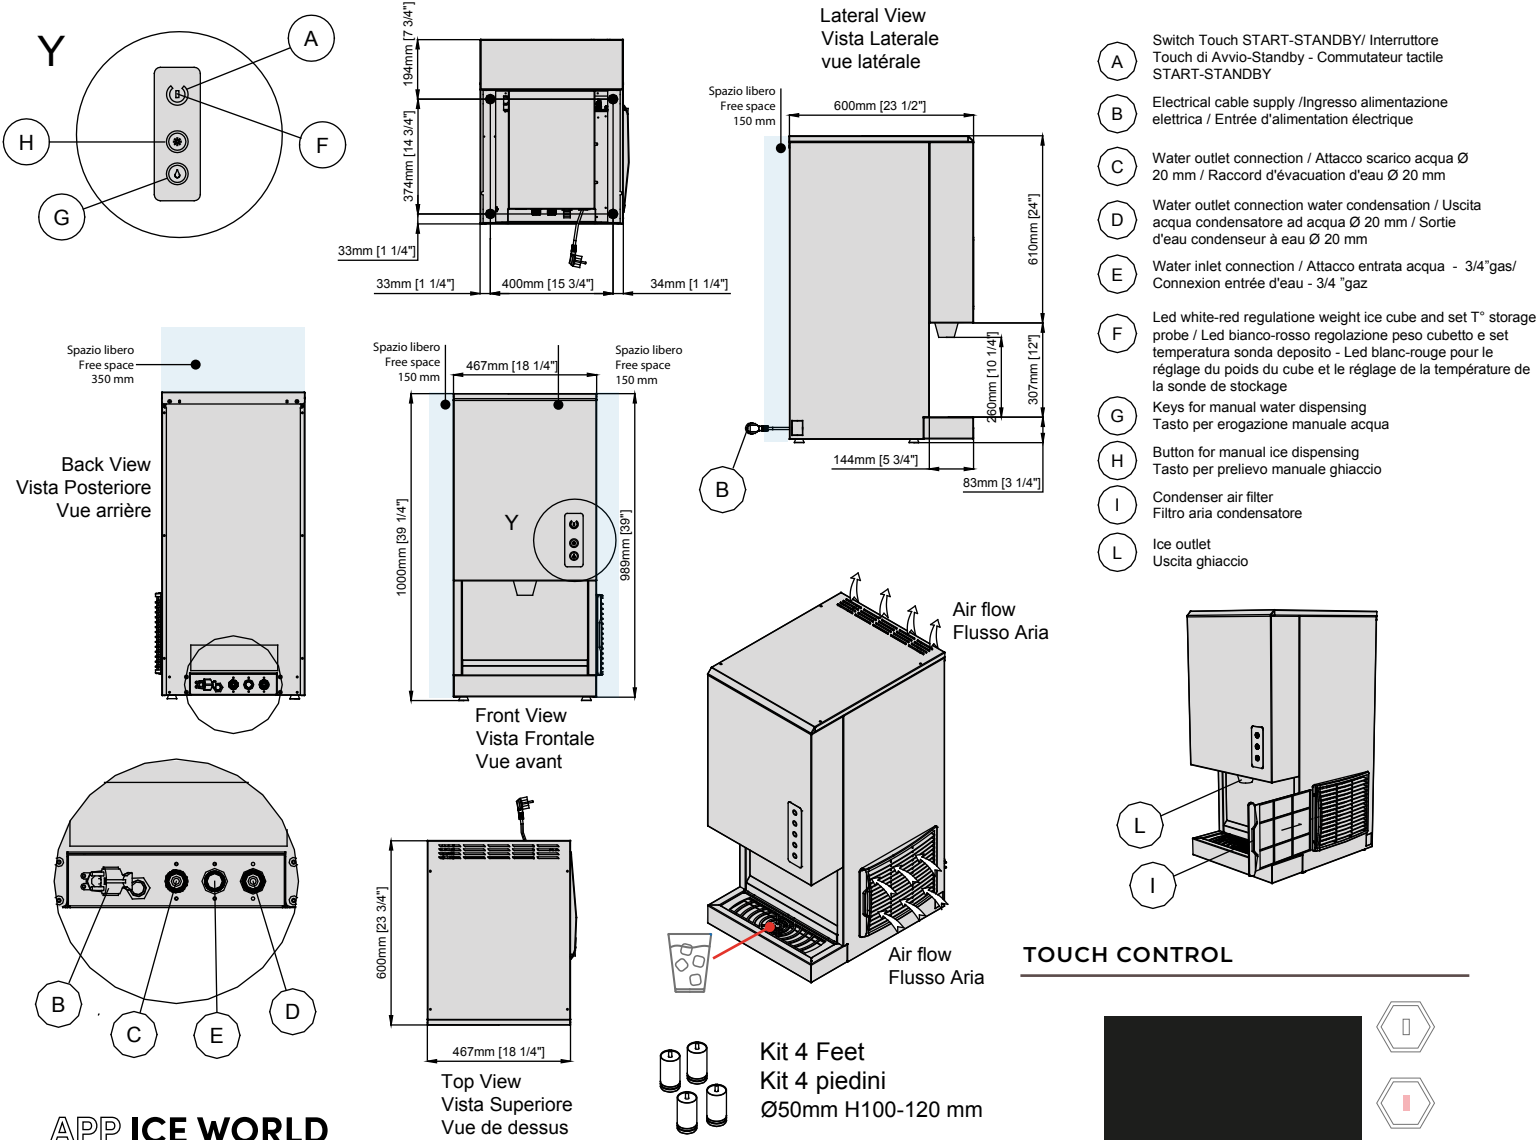 Y
A
H
F
G
194mm [7 3/4"]
374mm [14 3/4"]
33mm [1 1/4"]
33mm [1 1/4"]
400mm [15 3/4"]
34mm [1 1/4"]
Lateral View
Vista Laterale
vue latérale
Spazio libero
Free space
150 mm
600mm [23 1/2"]
610mm [24"]
260mm [10 1/4"]
307mm [12"]
144mm [5 3/4"]
83mm [3 1/4"]
B
A
Switch Touch START-STANDBY/ Interruttore
Touch di Avvio-Standby - Commutateur tactile
START-STANDBY
B
Electrical cable supply /Ingresso alimentazione
elettrica / Entrée d'alimentation électrique
C
Water outlet connection / Attacco scarico acqua Ø
20 mm / Raccord d'évacuation d'eau Ø 20 mm
D
Water outlet connection water condensation / Uscita
acqua condensatore ad acqua Ø 20 mm / Sortie
d'eau condenseur à eau Ø 20 mm
E
Water inlet connection / Attacco entrata acqua - 3/4"gas/
Connexion entrée d'eau - 3/4 "gaz
F
Led white-red regulatione weight ice cube and set T° storage
probe / Led bianco-rosso regolazione peso cubetto e set
temperatura sonda deposito - Led blanc-rouge pour le
réglage du poids du cube et le réglage de la température de
la sonde de stockage
G
Keys for manual water dispensing
Tasto per erogazione manuale acqua
H
Button for manual ice dispensing
Tasto per prelievo manuale ghiaccio
I
Condenser air filter
Filtro aria condensatore
L
Ice outlet
Uscita ghiaccio
Spazio libero
Free space
350 mm
Back View
Vista Posteriore
Vue arrière
Spazio libero
Free space
150 mm
467mm [18 1/4"]
Spazio libero
Free space
150 mm
1000mm [39 1/4"]
989mm [39"]
Y
Front View
Vista Frontale
Vue avant
Air flow
Flusso Aria
Air flow
Flusso Aria
L
I
B
C
E
D
600mm [23 3/4"]
467mm [18 1/4"]
Top View
Vista Superiore
Vue de dessus
Kit 4 Feet
Kit 4 piedini
Ø50mm H100-120 mm
TOUCH CONTROL
APP ICE WORLD